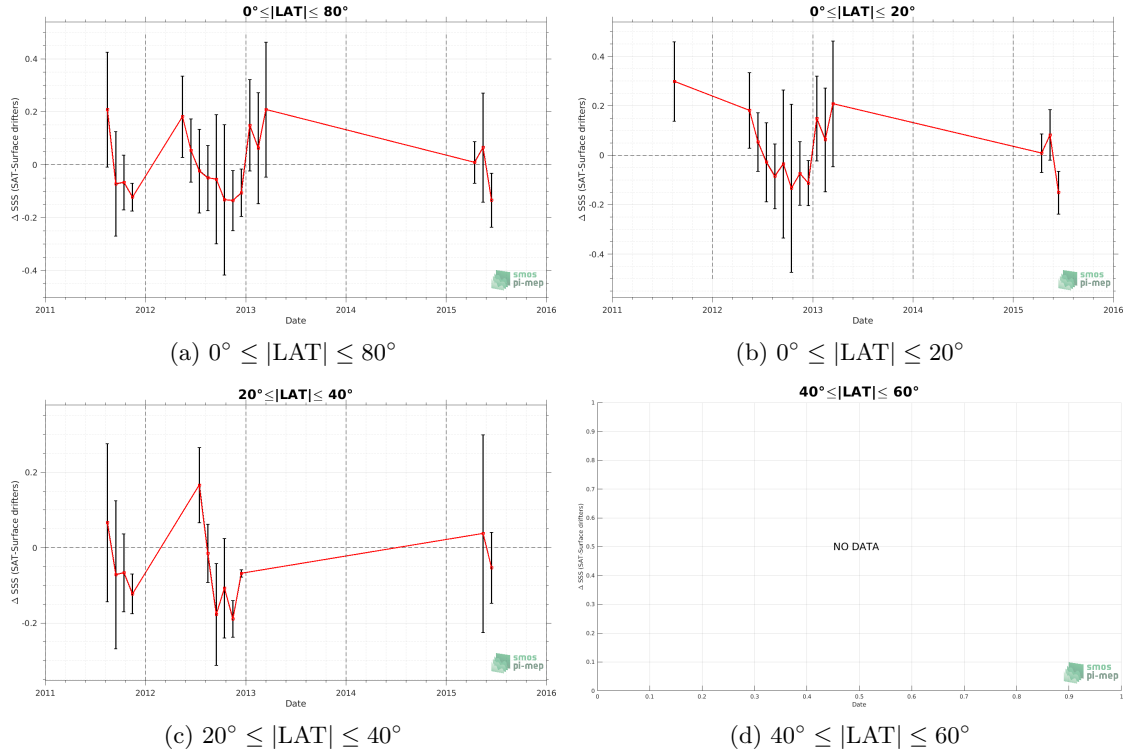 0°≤|LAT|≤ 80°
Δ SSS (SAT-Surface drifters)
0.4
0.2
0
-0.2
-0.4
2011
2012
2013
2014
2015
2016
Date
smos
pi-mep
(a) 0° ≤ |LAT| ≤ 80°
0°≤|LAT|≤ 20°
Δ SSS (SAT-Surface drifters)
0.4
0.2
0
-0.2
-0.4
2011
2012
2013
2014
2015
2016
Date
smos
pi-mep
(b) 0° ≤ |LAT| ≤ 20°
20°≤|LAT|≤ 40°
Δ SSS (SAT-Surface drifters)
0.2
0
-0.2
2011
2012
2013
2014
2015
2016
Date
smos
pi-mep
(c) 20° ≤ |LAT| ≤ 40°
40°≤|LAT|≤ 60°
Δ SSS (SAT-Surface drifters)
1
0.9
0.8
0.7
0.6
0.5
0.4
0.3
0.2
0.1
0
NO DATA
0
0.1
0.2
0.3
0.4
0.5
0.6
0.7
0.8
0.9
1
Date
smos
pi-mep
(d) 40° ≤ |LAT| ≤ 60°